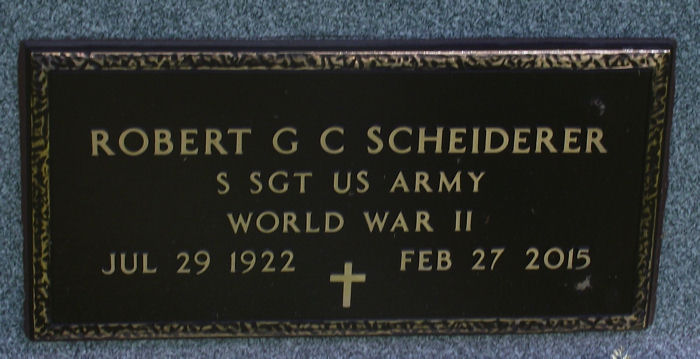 ROBERT G C SCHEIDERER
S SGT US ARMY
WORLD WAR II
JUL 29 1922 FEB 27 2015